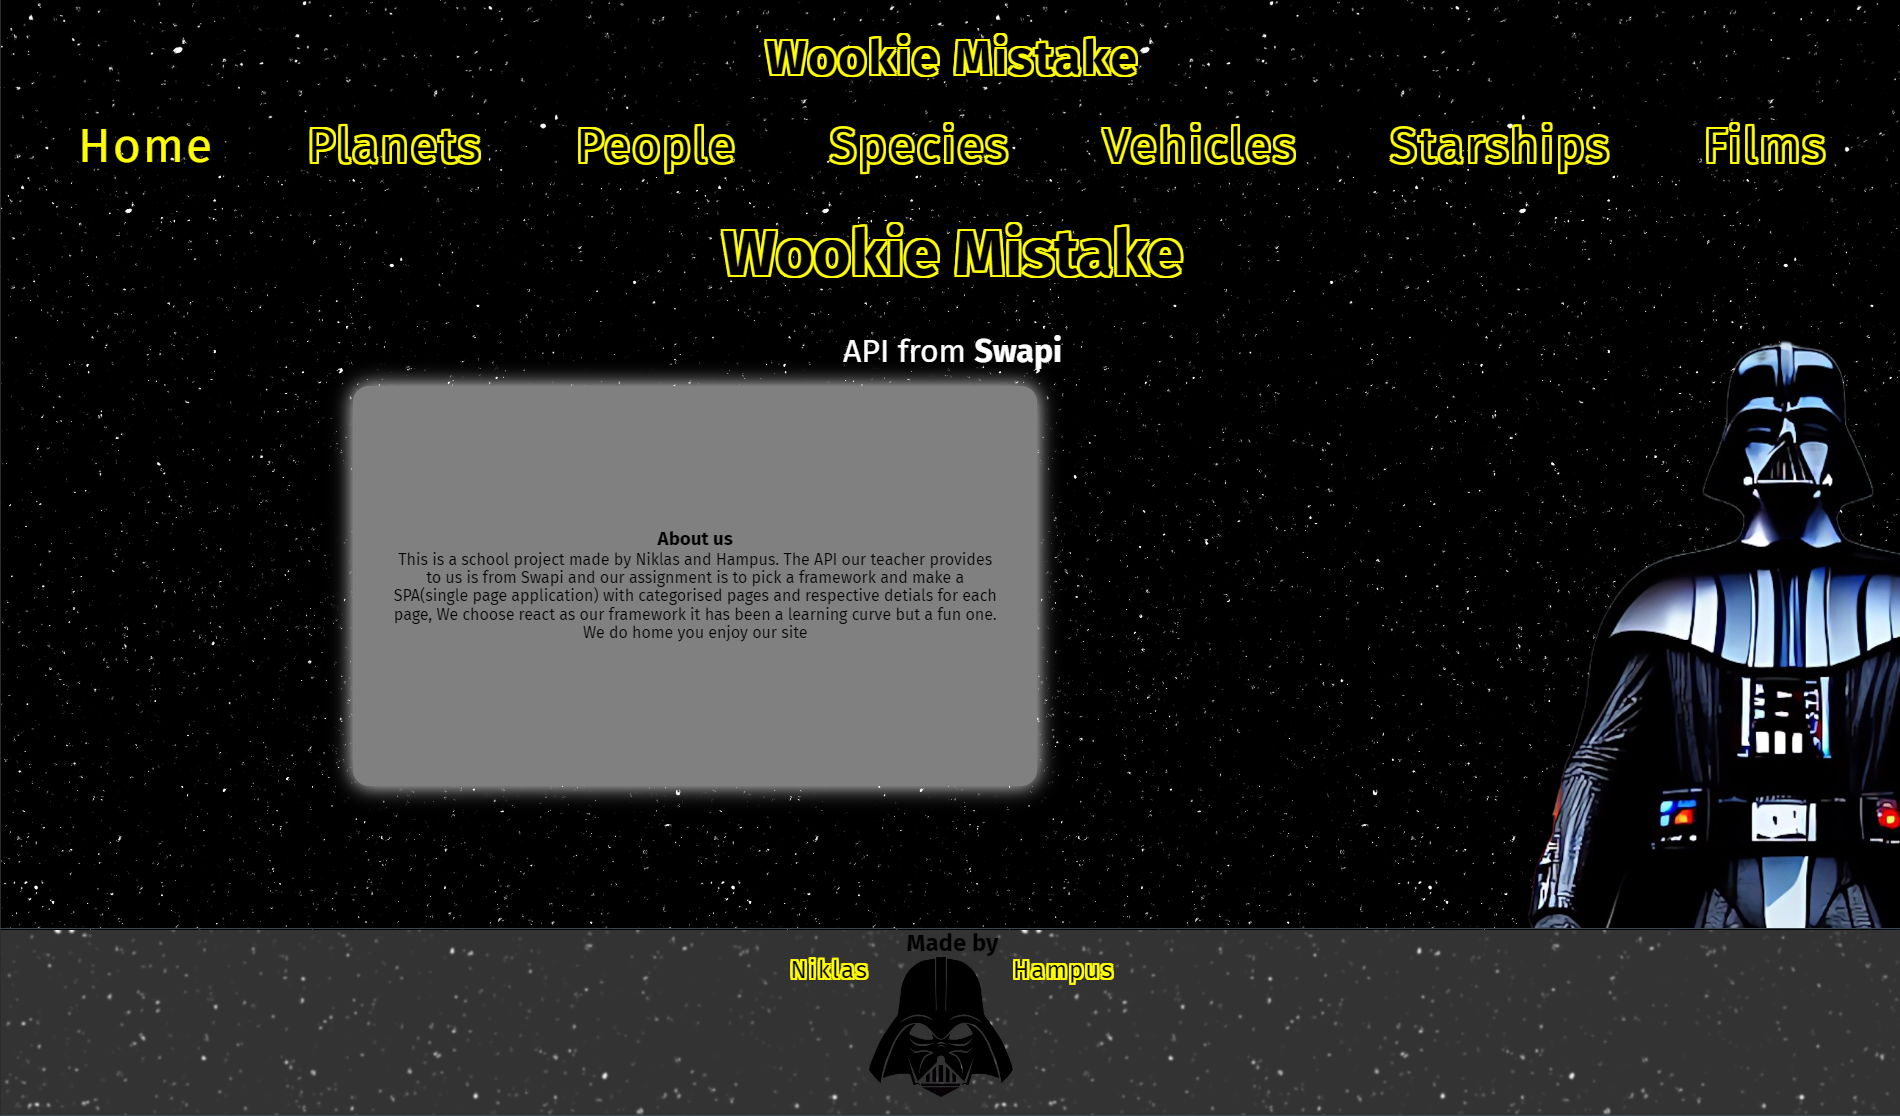 Wookie Mistake
Home Planets People Species Vehicles Starships Films
Wookie Mistake
API from Swapi
About us
This is a school project made by Niklas and Hampus. The API our teacher provides
to us is from Swapi and our assignment is to pick a framework and make a
SPA(single page application) with categorised pages and respective detials for each
page, We choose react as our framework it has been a learning curve but a fun one.
We do home you enjoy our site
Made by
Niklas Hampus